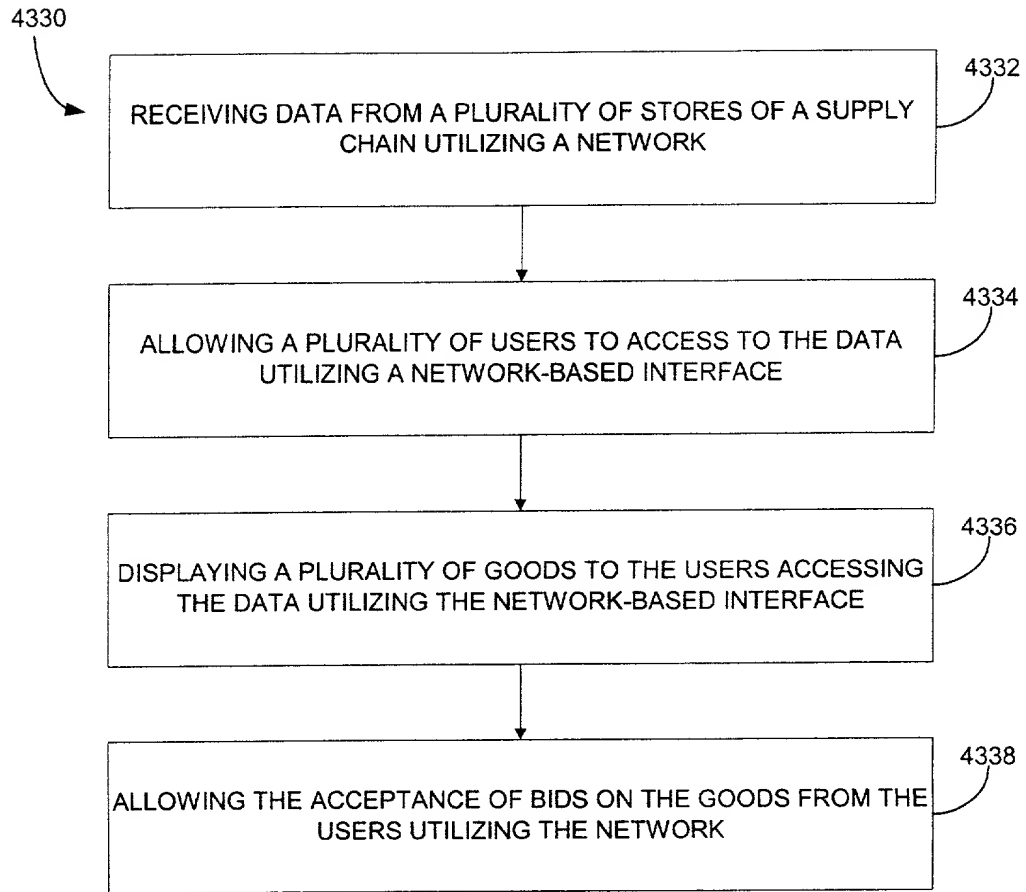 4330
4332
RECEIVING DATA FROM A PLURALITY OF STORES OF A SUPPLY
CHAIN UTILIZING A NETWORK
4334
ALLOWING A PLURALITY OF USERS TO ACCESS TO THE DATA
UTILIZING A NETWORK-BASED INTERFACE
4336
DISPLAYING A PLURALITY OF GOODS TO THE USERS ACCESSING
THE DATA UTILIZING THE NETWORK-BASED INTERFACE
4338
ALLOWING THE ACCEPTANCE OF BIDS ON THE GOODS FROM THE
USERS UTILIZING THE NETWORK